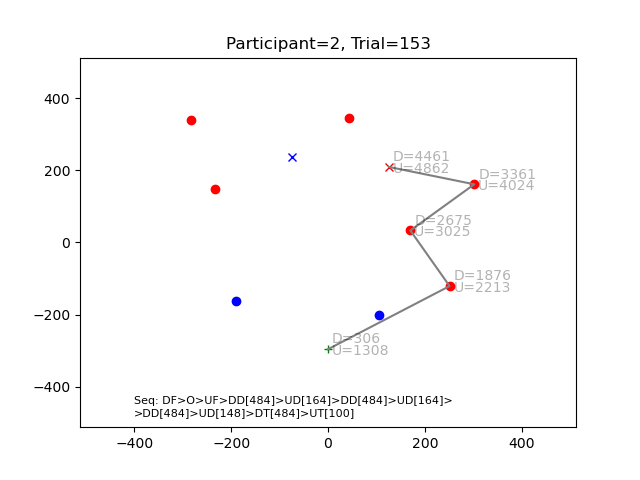 Participant=2, Trial=153
400
200
0
−200
−400
D=4461
U=4862
D=3361
U=4024
D=2675
U=3025
D=1876
U=2213
D=306
U=1308
Seq: DF>O>UF>DD[484]>UD[164]>DD[484]>UD[164]>
>DD[484]>UD[148]>DT[484]>UT[100]
−400
−200
0
200
400